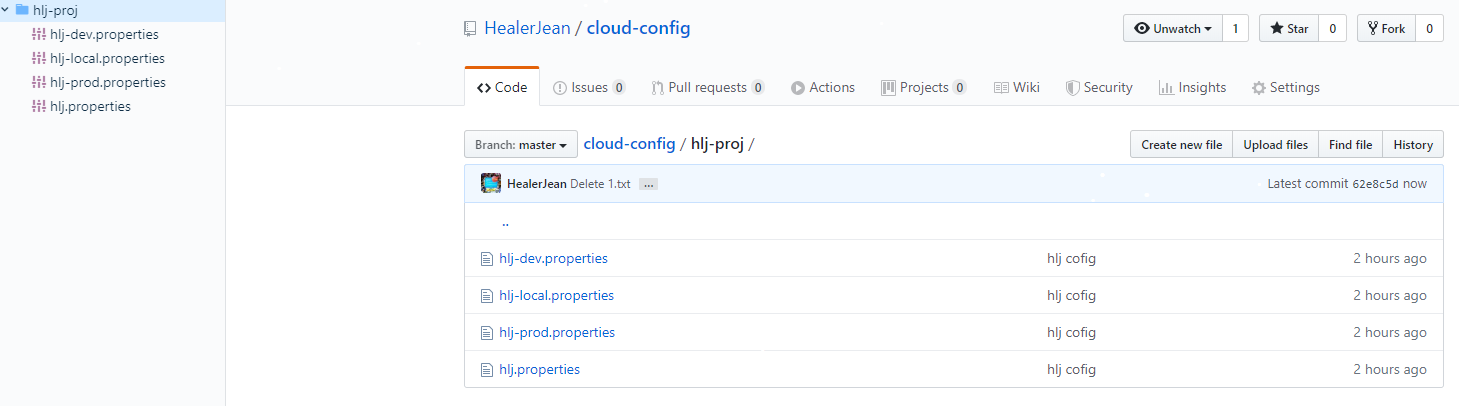 hlj-proj
hlj-dev.properties
hlj-local.properties
hlj-prod.properties
hlj.properties
HealerJean / cloud-config
Unwatch 1 Star 0 Fork 0
Code Issues 0 Pull requests 0 Actions Projects 0 Wiki Security Insights Settings
Branch: master cloud-config / hlj-proj / Create new file Upload files Find file History
HealerJean Delete 1.txt ... Latest commit 62e8c5d now
..
hlj-dev.properties hlj cofig 2 hours ago
hlj-local.properties hlj cofig 2 hours ago
hlj-prod.properties hlj cofig 2 hours ago
hlj.properties hlj cofig 2 hours ago